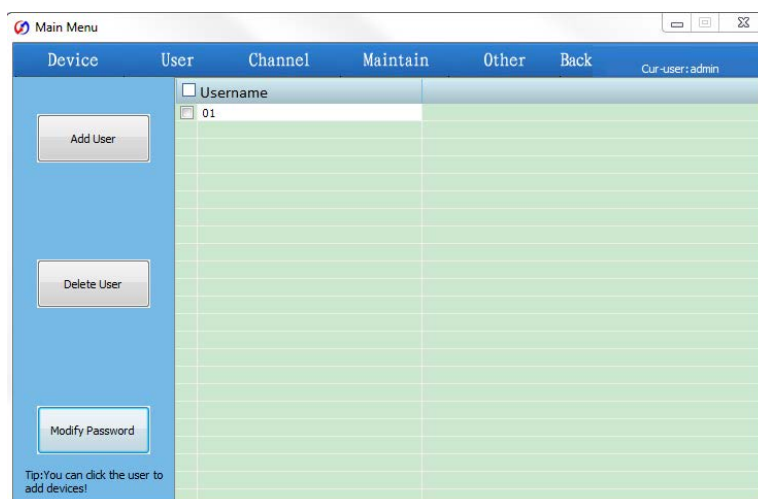 Main Menu
Device User Channel Maintain Other Back Cur-user:admin
Username
01
Add User
Delete User
Modify Password
Tip:You can click the user to
add devices!